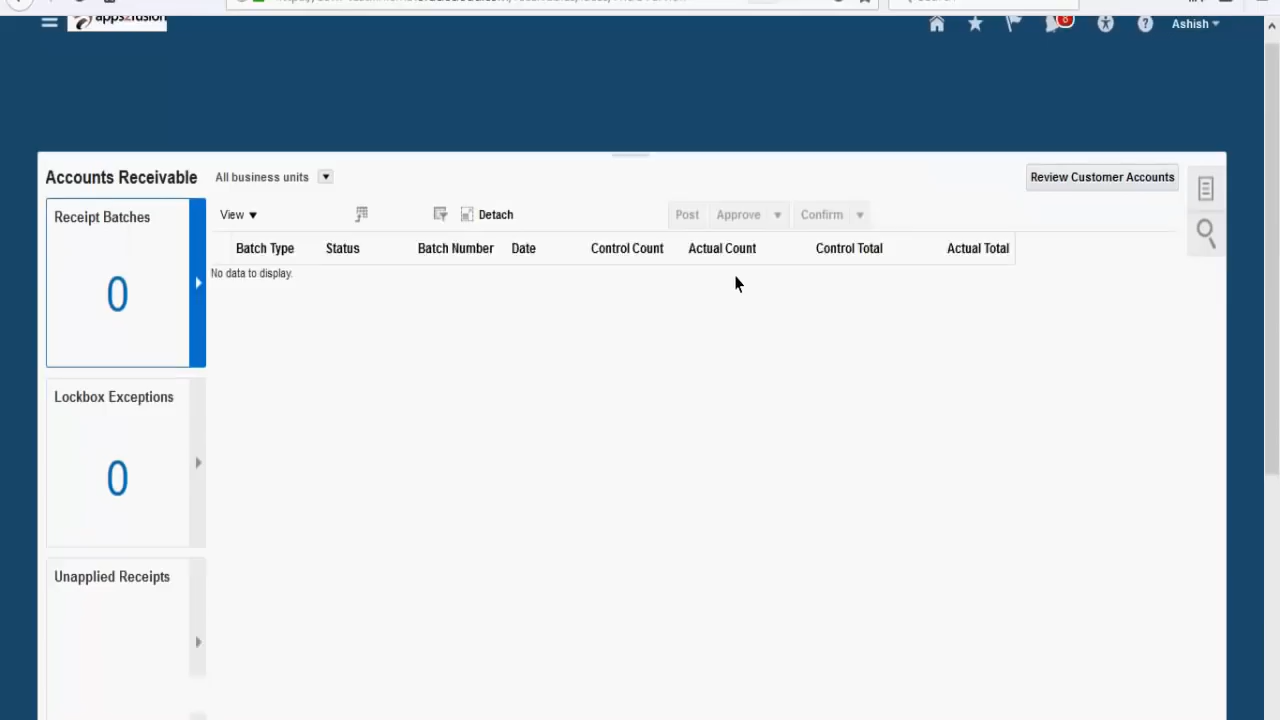 apps2fusion
8
Ashish
Accounts Receivable
All business units
Review Customer Accounts
Receipt Batches
0
View
Detach
Post
Approve
Confirm
Batch Type
Status
Batch Number
Date
Control Count
Actual Count
Control Total
Actual Total
No data to display.
Lockbox Exceptions
0
Unapplied Receipts